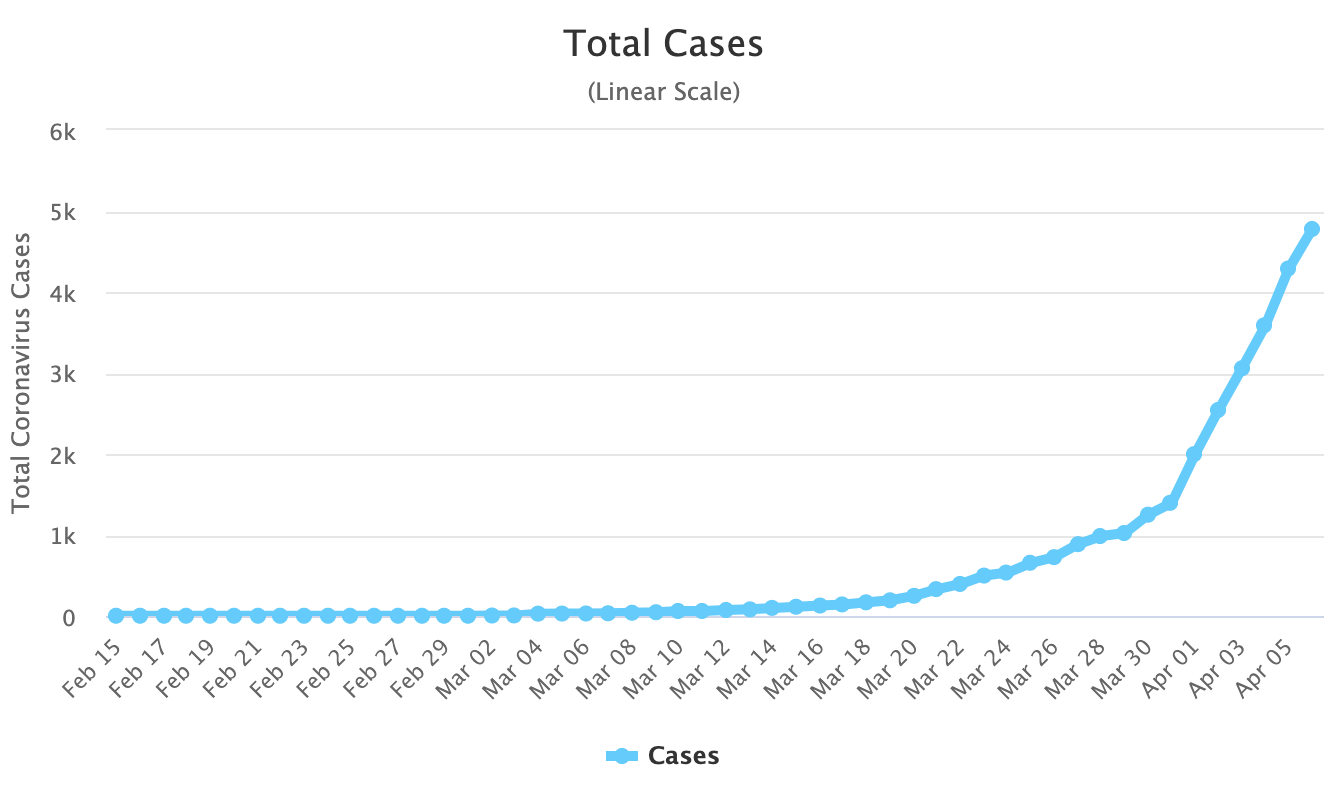 Total Cases
(Linear Scale)
Total Coronavirus Cases
6k
5k
4k
3k
2k
1k
0
Feb 15
Feb 17
Feb 19
Feb 21
Feb 23
Feb 25
Feb 27
Feb 29
Mar 02
Mar 04
Mar 06
Mar 08
Mar 10
Mar 12
Mar 14
Mar 16
Mar 18
Mar 20
Mar 22
Mar 24
Mar 26
Mar 28
Mar 30
Apr 01
Apr 03
Apr 05
Cases